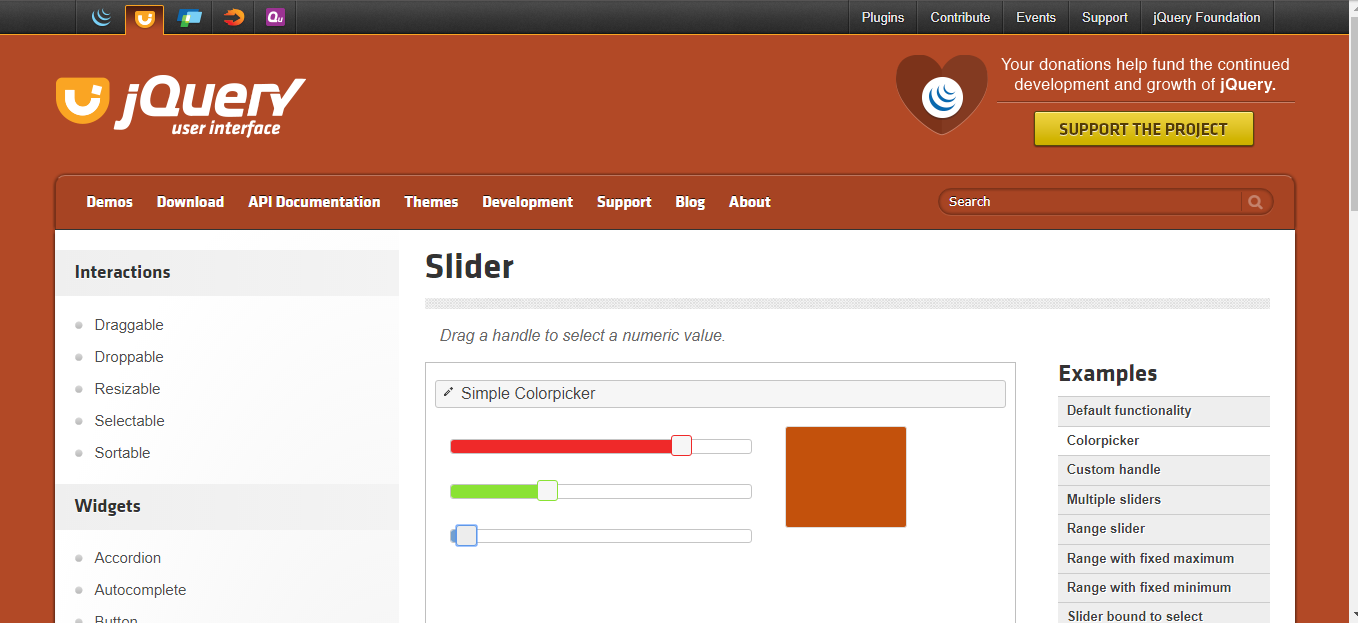 Qu
Plugins Contribute Events Support jQuery Foundation
jQuery
user interface
Your donations help fund the continued
development and growth of jQuery.
SUPPORT THE PROJECT
Demos Download API Documentation Themes Development Support Blog About
Search
Interactions
Draggable
Droppable
Resizable
Selectable
Sortable
Widgets
Accordion
Autocomplete
Button
Slider
Drag a handle to select a numeric value.
Simple Colorpicker
Examples
Default functionality
Colorpicker
Custom handle
Multiple sliders
Range slider
Range with fixed maximum
Range with fixed minimum
Slider bound to select